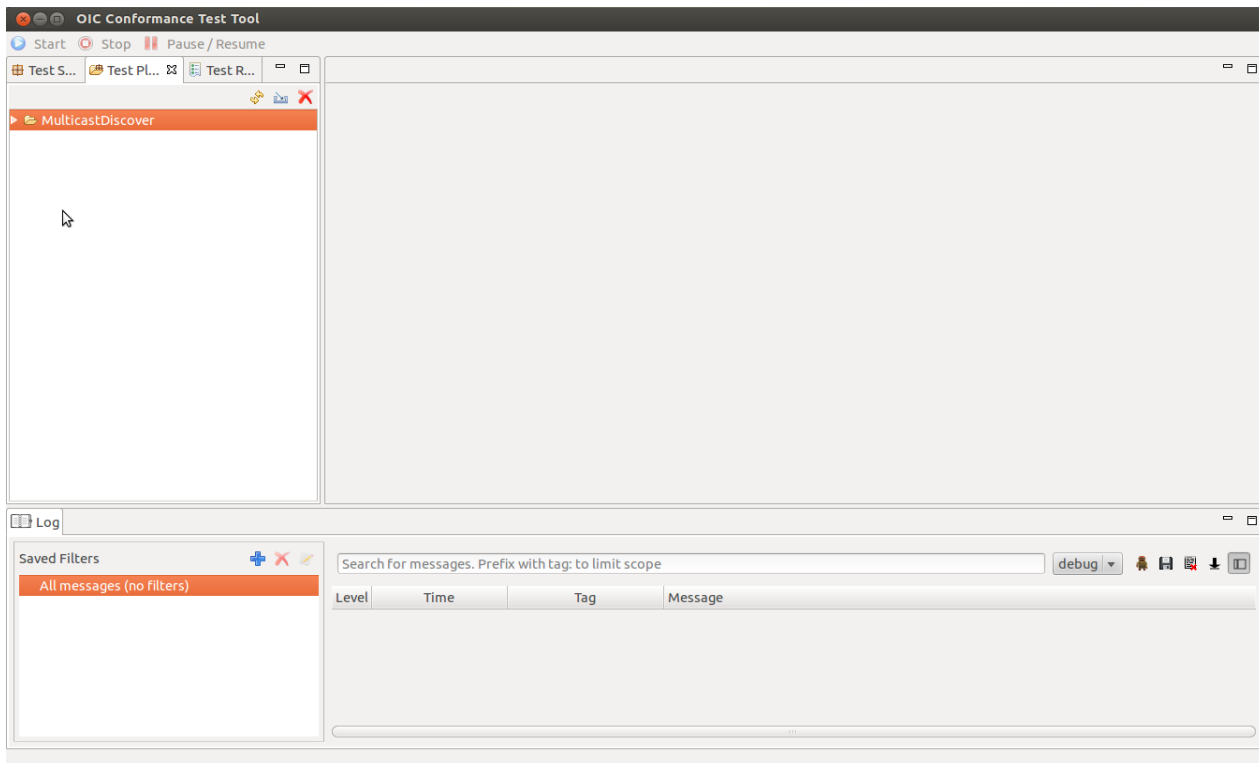 OIC Conformance Test Tool
Start Stop Pause / Resume
Test S... Test Pl... Test R...
MulticastDiscover
Log
Saved Filters
Search for messages. Prefix with tag: to limit scope
debug
All messages (no filters)
Level Time Tag Message